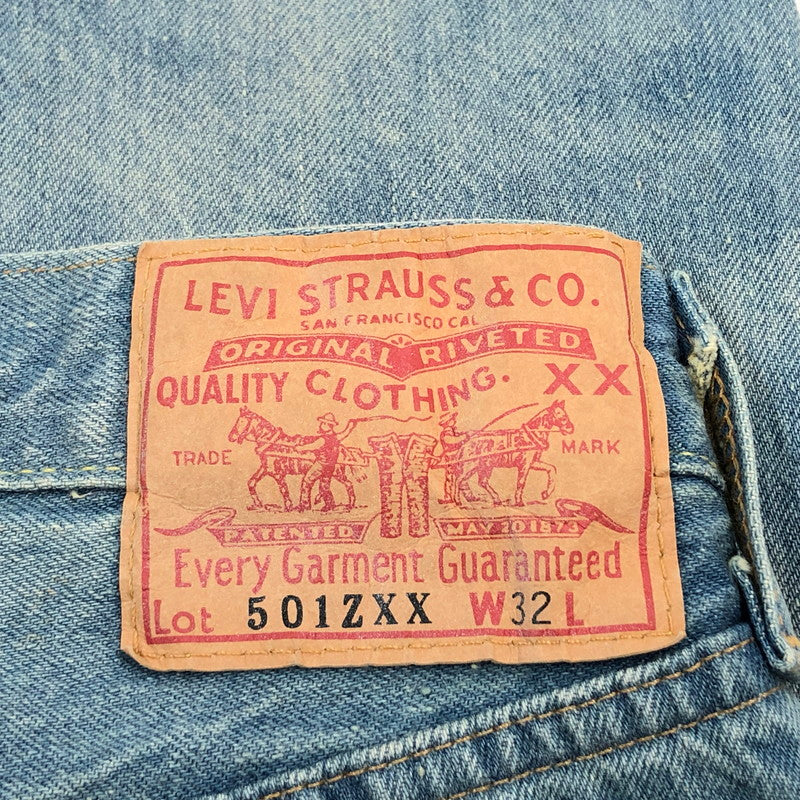 LEVI STRAUSS & CO.
SAN FRANCISCO CAL
ORIGINAL RIVETED
QUALITY CLOTHING. XX
TRADE MARK
PATENTED MAY 20 1873
Every Garment Guaranteed
Lot 501ZXX W32 L